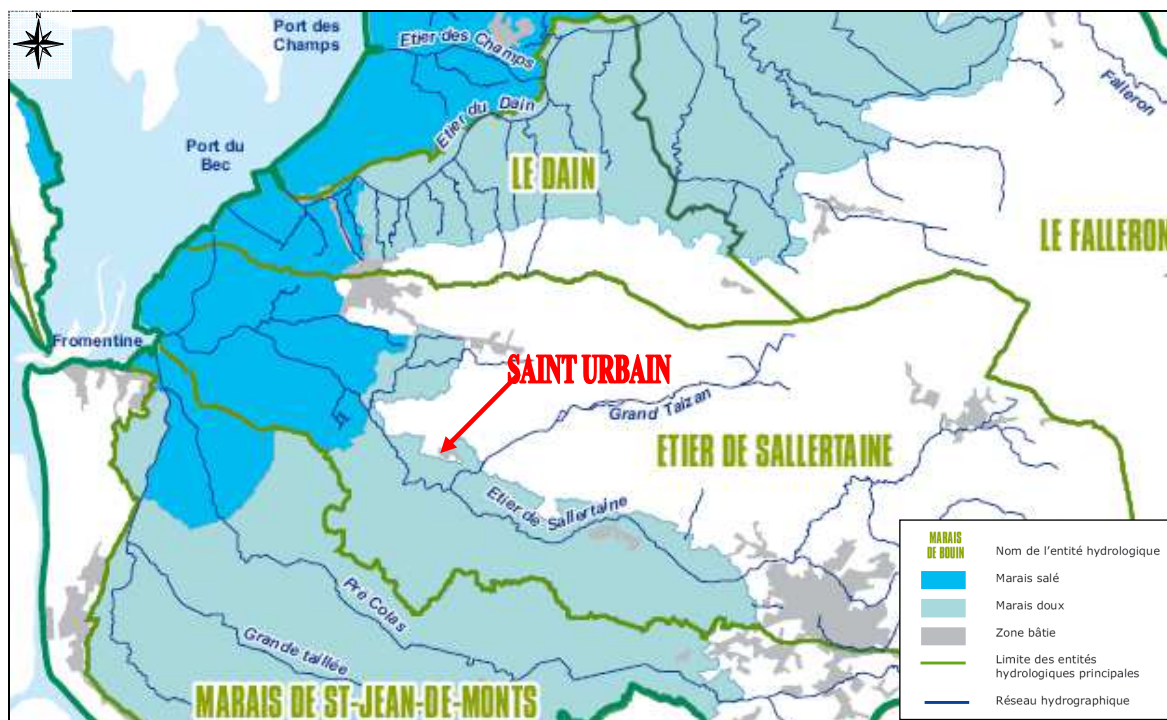 N
Port des
Champs
Etier des Champs
Falleron
Etier du Dain
Port du
Bec
LE DAIN
LE FALLERON
Fromentine
SAINT URBAIN
Grand Taizan
ETIER DE SALLERTAINE
Etier de Sallertaine
Pré Colas
Grande taillée
MARAIS DE ST-JEAN-DE-MONTS
MARAIS
DE BOUIN
Nom de l'entité hydrologique
Marais salé
Marais doux
Zone bâtie
Limite des entités
hydrologiques principales
Réseau hydrographique